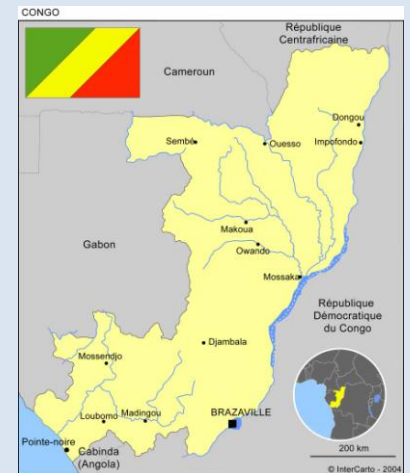 CONGO
République
Centrafricaine
Cameroun
Dongou
Sembé
Ouesso
Impofondo
Makoua
Gabon
Owando
Mossaka
République
Démocratique
du Congo
Djambala
Mossendjo
Loubomo
Madingou
BRAZAVILLE
Pointe-noire
Cabinda
(Angola)
200 km
© InterCarto - 2004